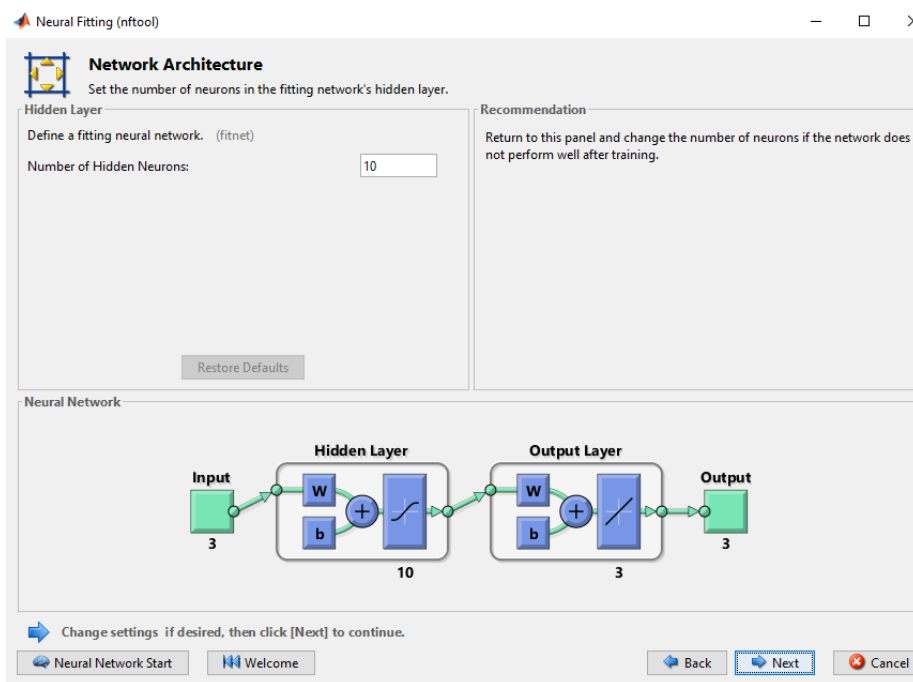 Neural Fitting (nftool)
Network Architecture
Set the number of neurons in the fitting network's hidden layer.
Hidden Layer
Define a fitting neural network. (fitnet)
Number of Hidden Neurons: 10
Restore Defaults
Recommendation
Return to this panel and change the number of neurons if the network does
not perform well after training.
Neural Network
Hidden Layer
Output Layer
Input
W
b
+
W
b
+
Output
3
10
3
3
Change settings if desired, then click [Next] to continue.
Neural Network Start
Welcome
Back
Next
Cancel